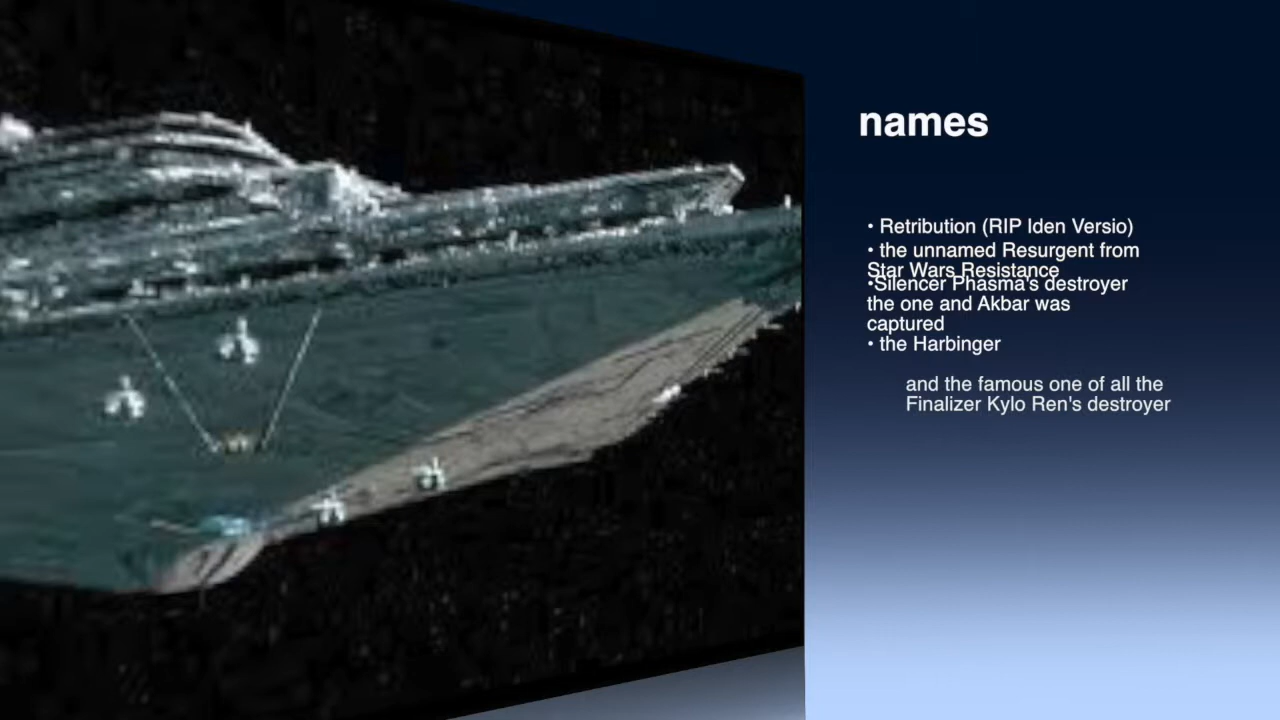 names
• Retribution (RIP Iden Versio)
• the unnamed Resurgent from
Star Wars Resistance
•Silencer Phasma's destroyer
the one and Akbar was
captured
• the Harbinger
and the famous one of all the
Finalizer Kylo Ren's destroyer